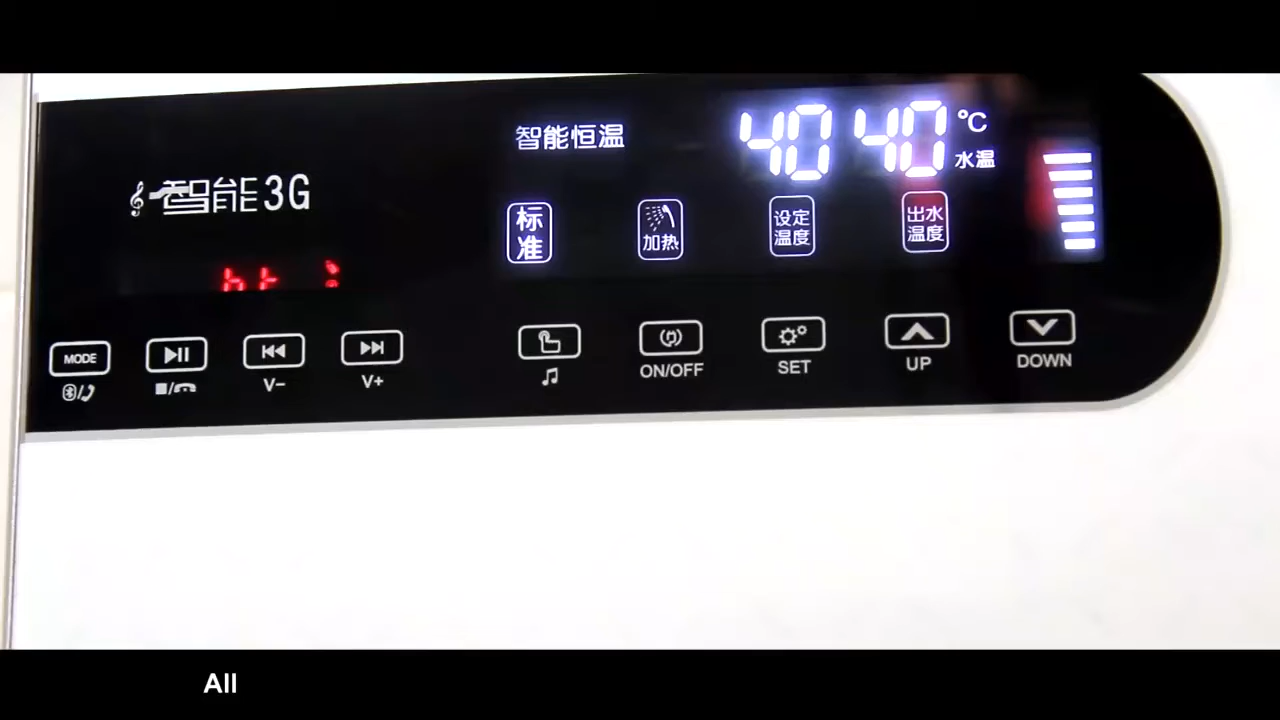 智能恒温
40 40 °C
水温
智能3G
标准
加热
设定温度
出水温度
MODE
V-
V+
ON/OFF
SET
UP
DOWN
All